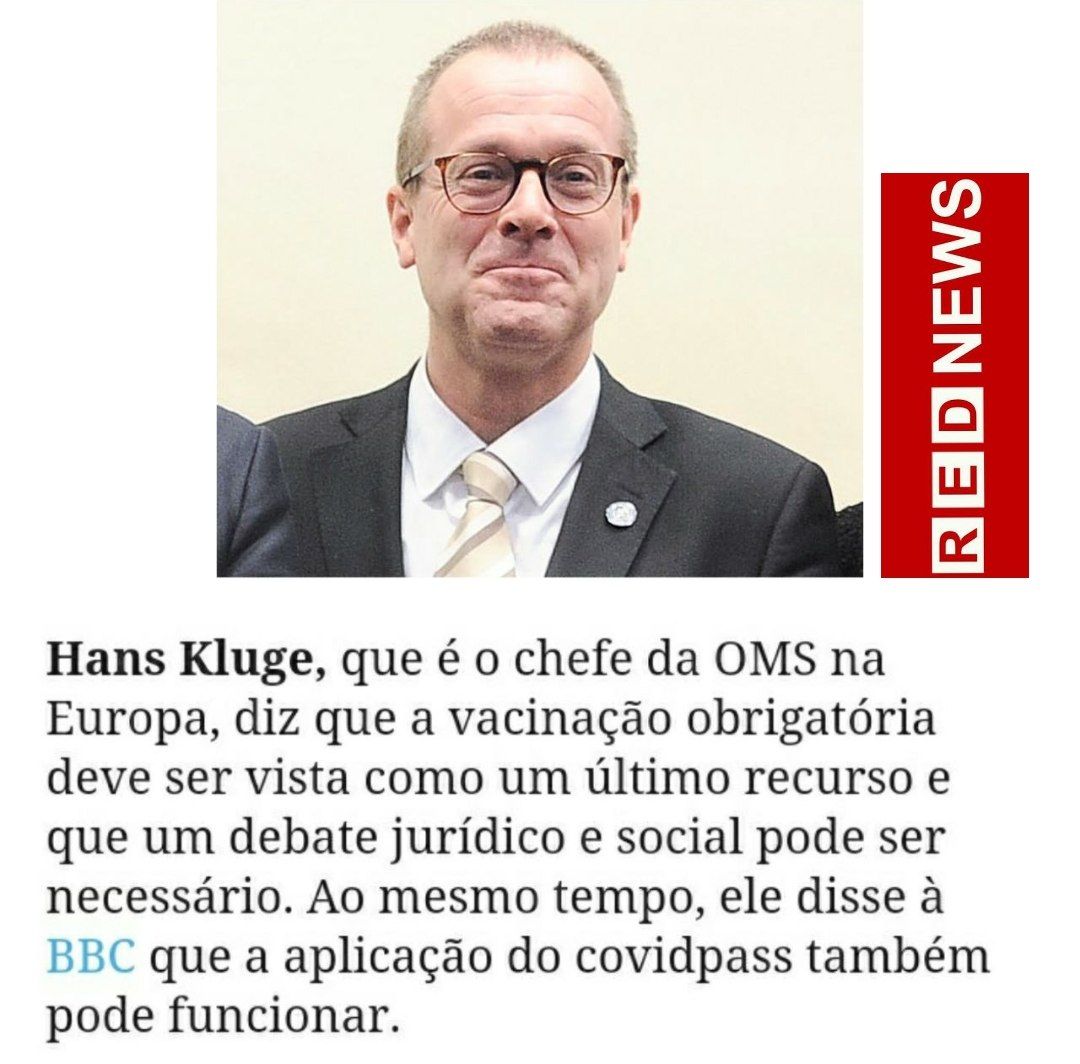 RED NEWS
Hans Kluge, que é o chefe da OMS na
Europa, diz que a vacinação obrigatória
deve ser vista como um último recurso e
que um debate jurídico e social pode ser
necessário. Ao mesmo tempo, ele disse à
BBC que a aplicação do covidpass também
pode funcionar.